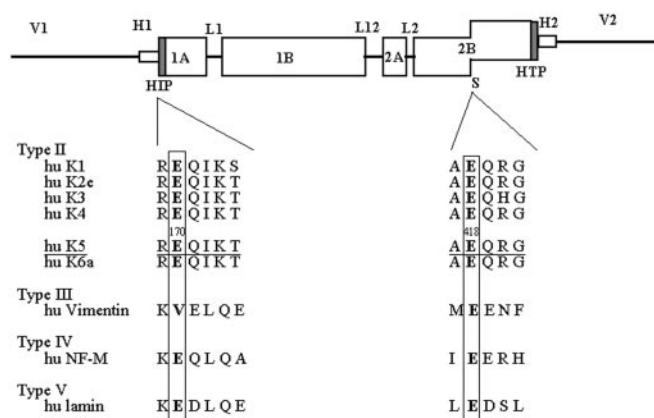 V1 H1 L1 L12 L2 H2 V2
1A 1B 2A 2B
HIP S HTP
Type II
hu K1 R E Q I K S A E Q R G
hu K2e R E Q I K T A E Q R G
hu K3 R E Q I K T A E Q H G
hu K4 R E Q I K T A E Q R G
170 418
hu K5 R E Q I K T A E Q R G
hu K6a R E Q I K T A E Q R G
Type III
hu Vimentin K V E L Q E M E E N F
Type IV
hu NF-M K E Q L Q A I E E R H
Type V
hu lamin K E D L Q E L E D S L